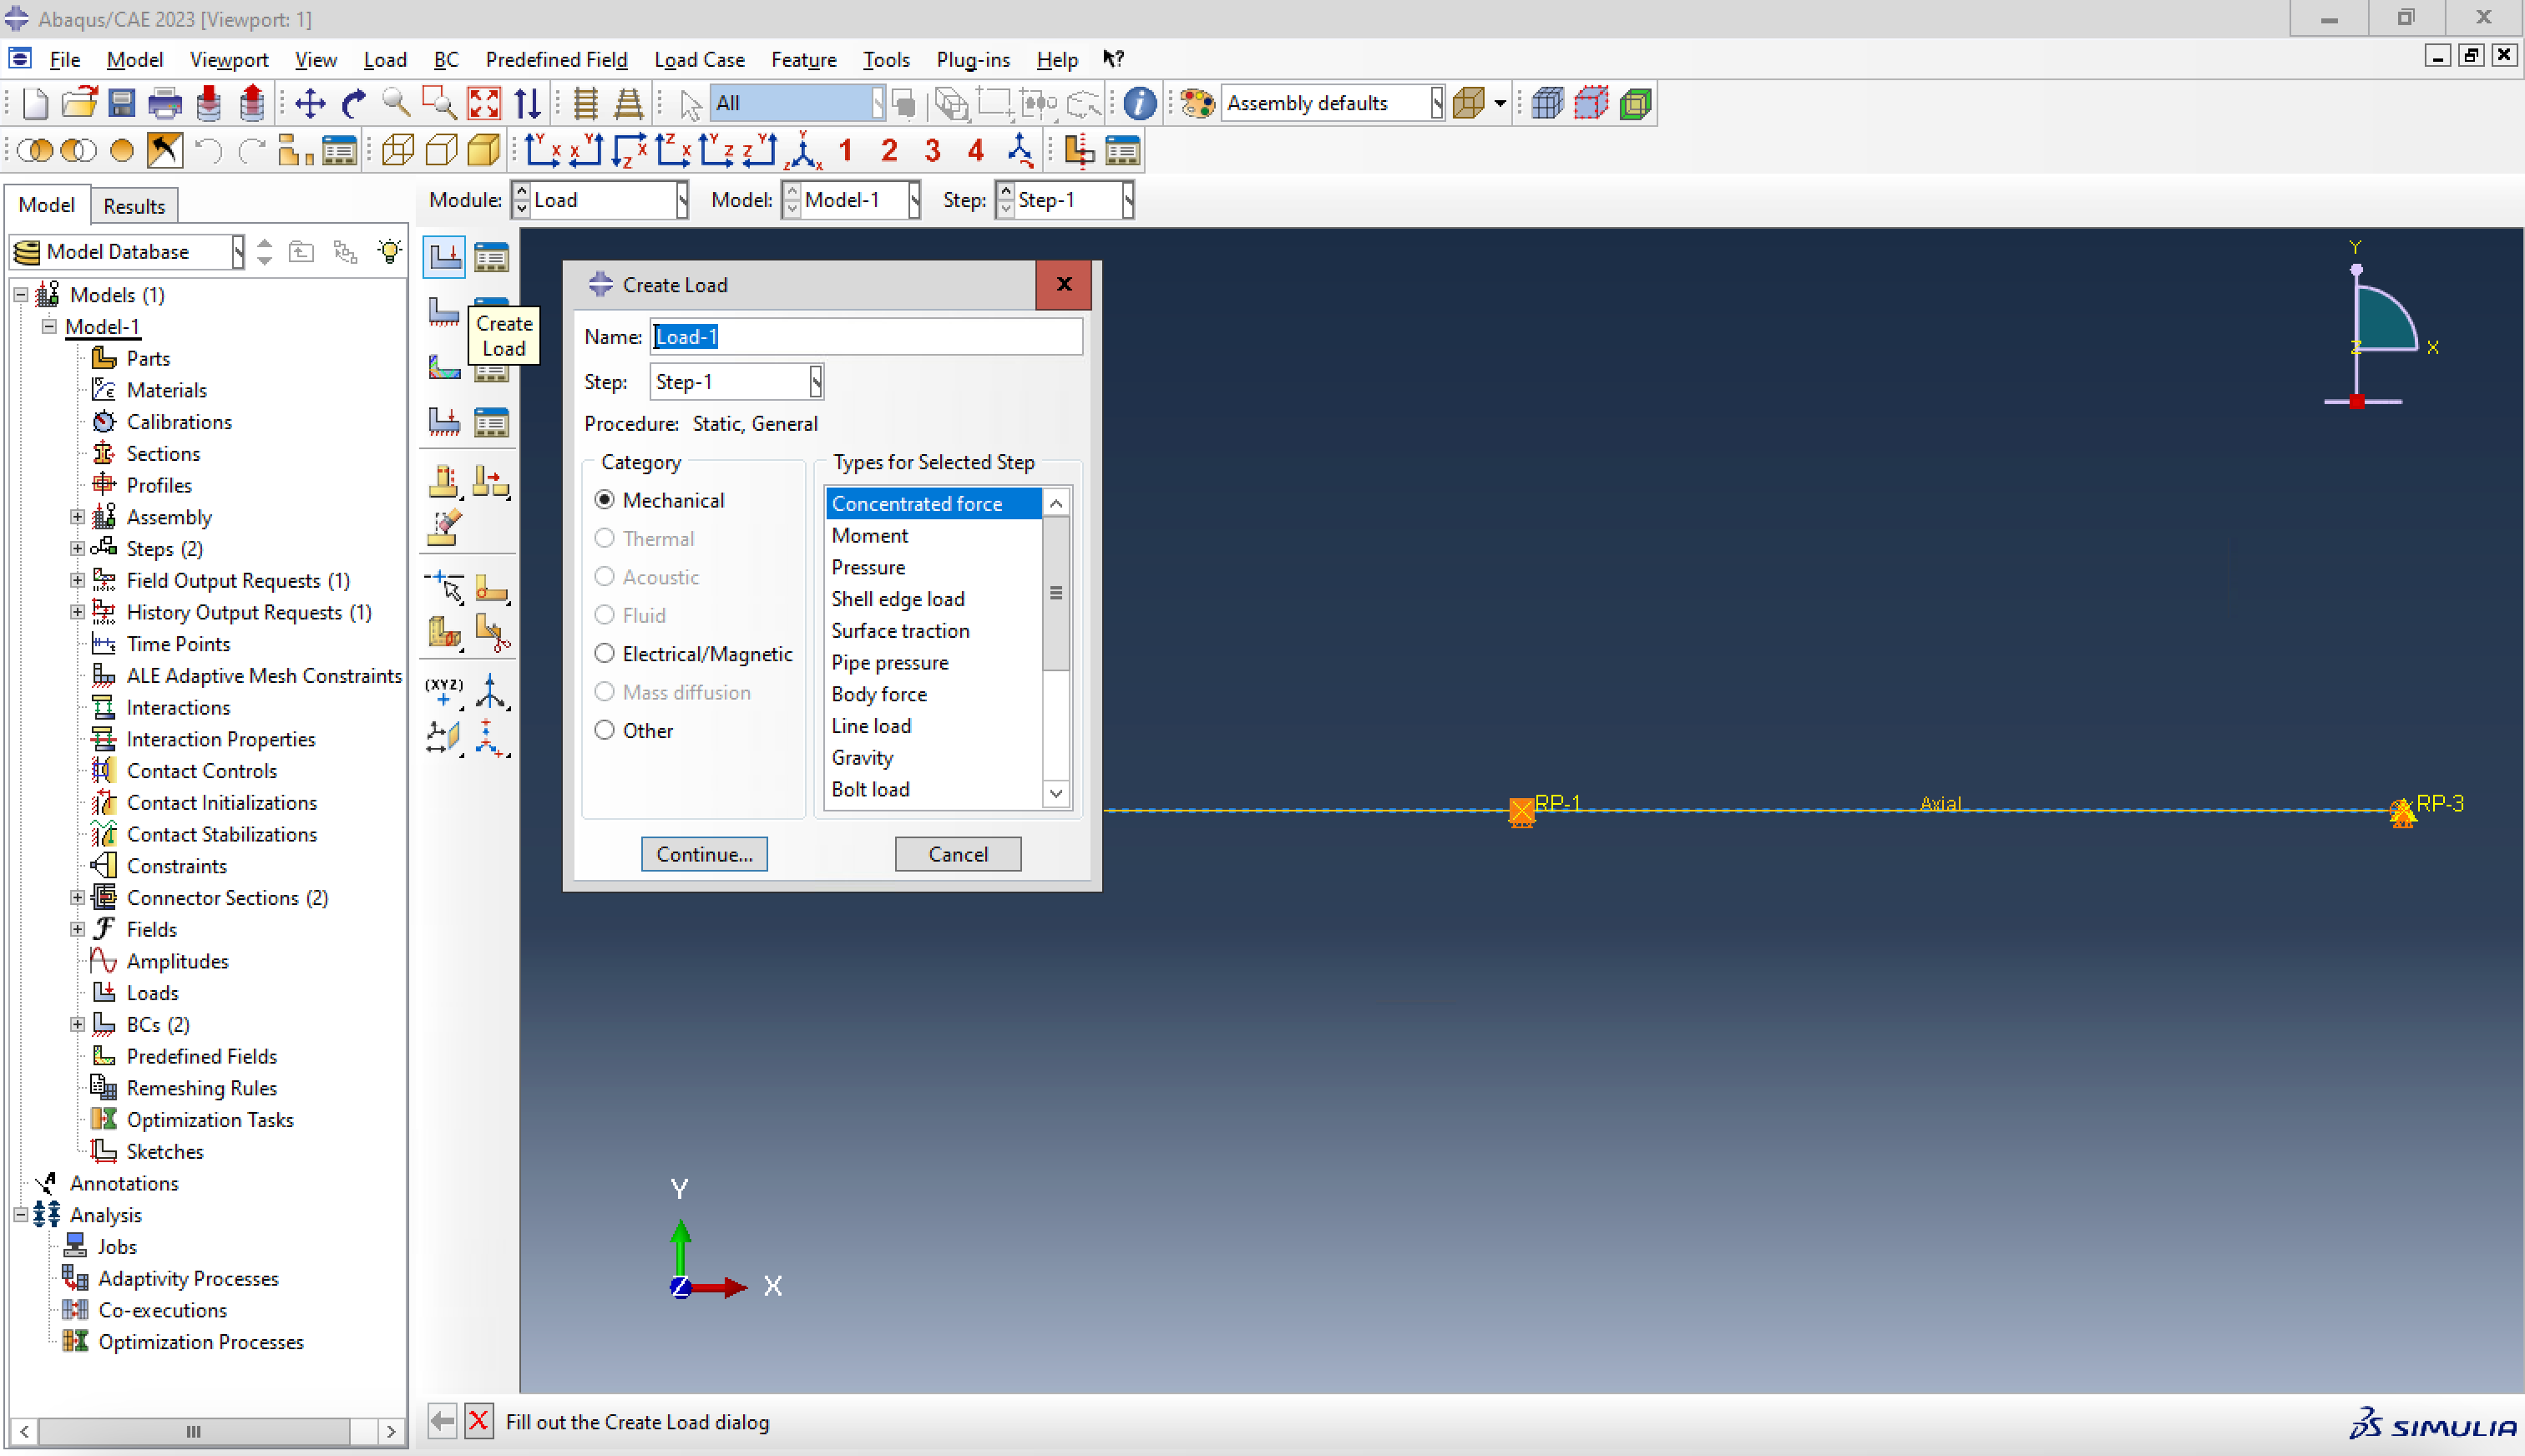 Abaqus/CAE 2023 [Viewport: 1]
File Model Viewport View Load BC Predefined Field Load Case Feature Tools Plug-ins Help ?
All
Assembly defaults
1 2 3 4
Model Results
Module: Load Model: Model-1 Step: Step-1
Model Database
Models (1)
Model-1
Parts
Materials
Calibrations
Sections
Profiles
Assembly
Steps (2)
Field Output Requests (1)
History Output Requests (1)
Time Points
ALE Adaptive Mesh Constraints
Interactions
Interaction Properties
Contact Controls
Contact Initializations
Contact Stabilizations
Constraints
Connector Sections (2)
Fields
Amplitudes
Loads
BCs (2)
Predefined Fields
Remeshing Rules
Optimization Tasks
Sketches
Annotations
Analysis
Jobs
Adaptivity Processes
Co-executions
Optimization Processes
Create
Load
(XYZ)
Create Load
Name: Load-1
Step: Step-1
Procedure: Static, General
Category
Mechanical
Thermal
Acoustic
Fluid
Electrical/Magnetic
Mass diffusion
Other
Types for Selected Step
Concentrated force
Moment
Pressure
Shell edge load
Surface traction
Pipe pressure
Body force
Line load
Gravity
Bolt load
Continue... Cancel
Y
Z X
RP-1 Axial RP-3
Y
Z X
Fill out the Create Load dialog
SIMULIA